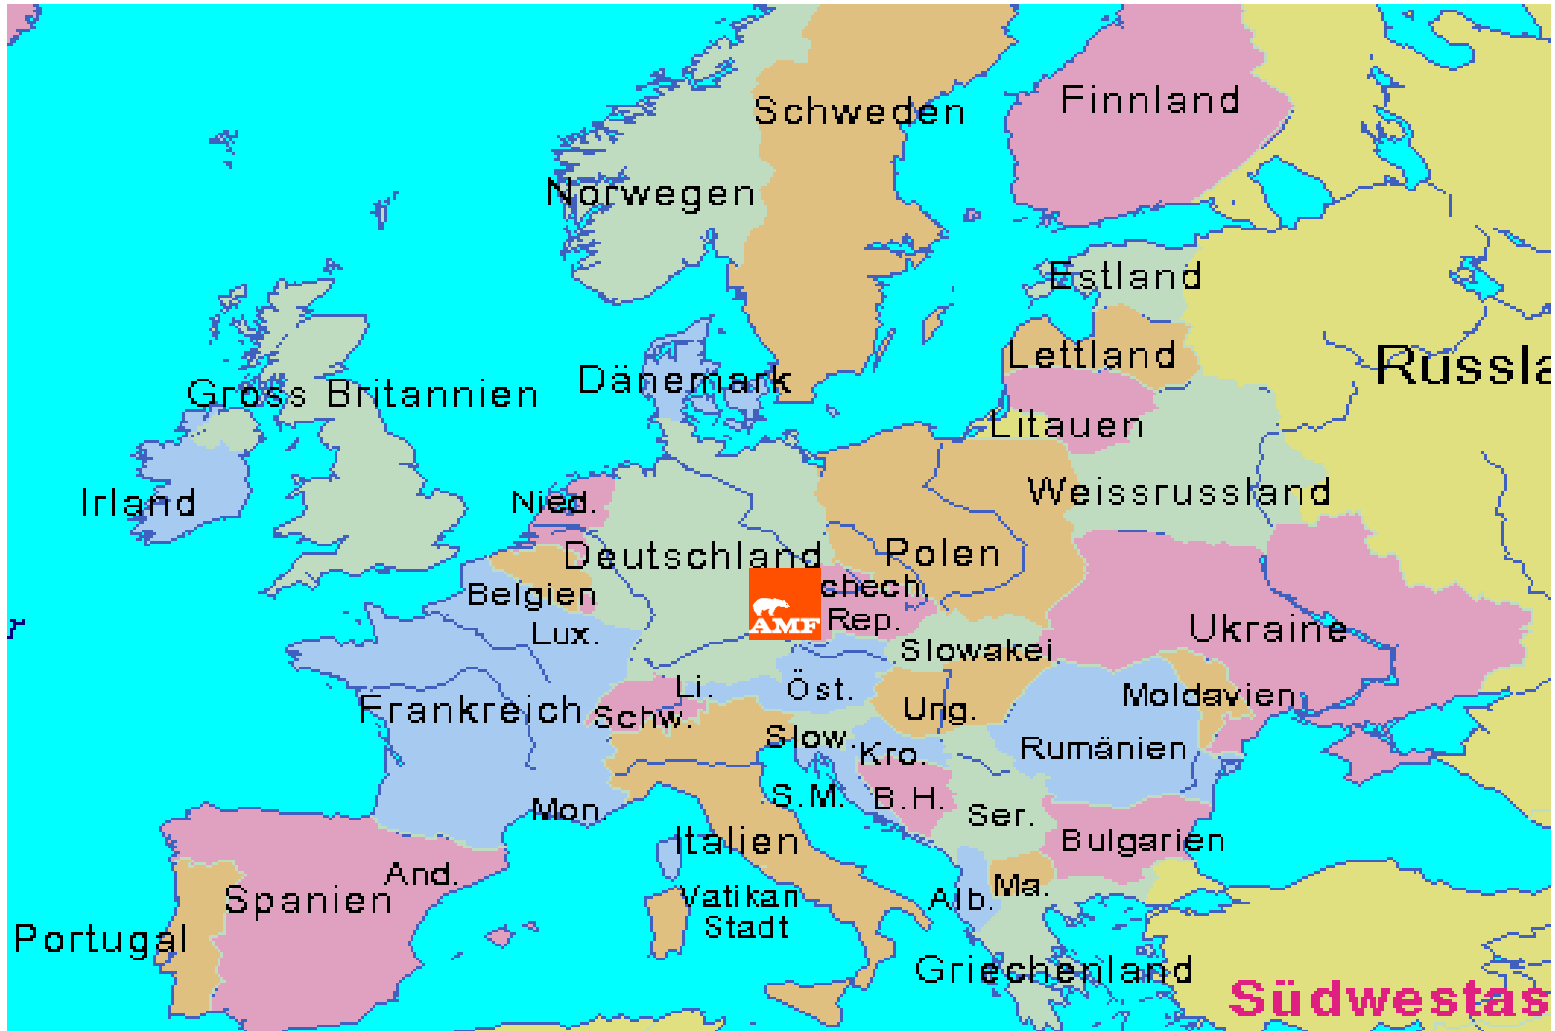 Schweden
Finnland
Norwegen
Estland
Lettland
Russla
Dänemark
Gross Britannien
Litauen
Irland
Nied.
Weissrussland
Deutschland
Polen
Belgien
chech.
AMF
Rep.
Lux.
Ukraine
Slowakei
Li.
Öst.
Moldavien
Frankreich
Schw.
Ung.
Slow.
Kro.
Rumänien
Mon
S.M.
B.H.
Ser.
Italien
Bulgarien
And.
Spanien
Vatikan
Stadt
Alb.
Ma.
Portugal
Griechenland
Südwestas